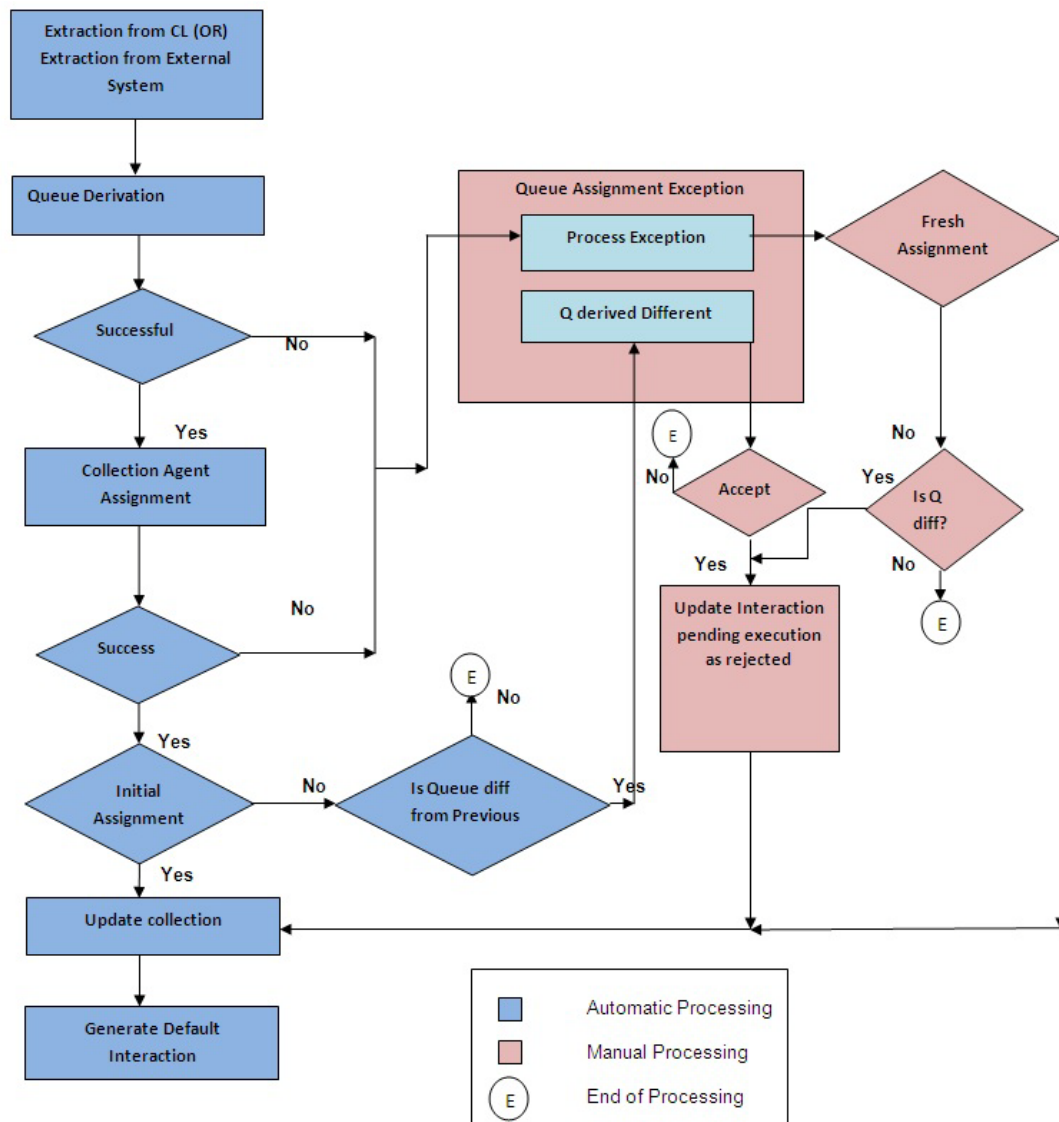 Extraction from CL (OR)
Extraction from External
System
Queue Derivation
Successful
No
Yes
Collection Agent
Assignment
No
Success
Yes
Initial
Assignment
No
Yes
Update collection
Generate Default
Interaction
E
No
Is Queue diff
from Previous
Yes
Queue Assignment Exception
Process Exception
Q derived Different
E
No
Accept
Yes
Update Interaction
pending execution
as rejected
Fresh
Assignment
No
Yes
Is Q
diff?
No
E
Automatic Processing
Manual Processing
E
End of Processing